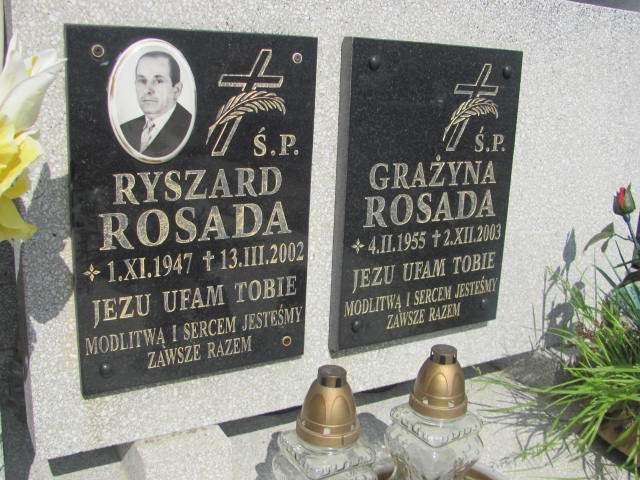 Ś.P.
RYSZARD
ROSADA
1.XI.1947 ✝ 13.III.2002
JEZU UFAM TOBIE
MODLITWĄ I SERCEM JESTEŚMY
ZAWSZE RAZEM
Ś.P.
GRAŻYNA
ROSADA
4.II.1955 ✝ 2.XII.2003
JEZU UFAM TOBIE
MODLITWĄ I SERCEM JESTEŚMY
ZAWSZE RAZEM